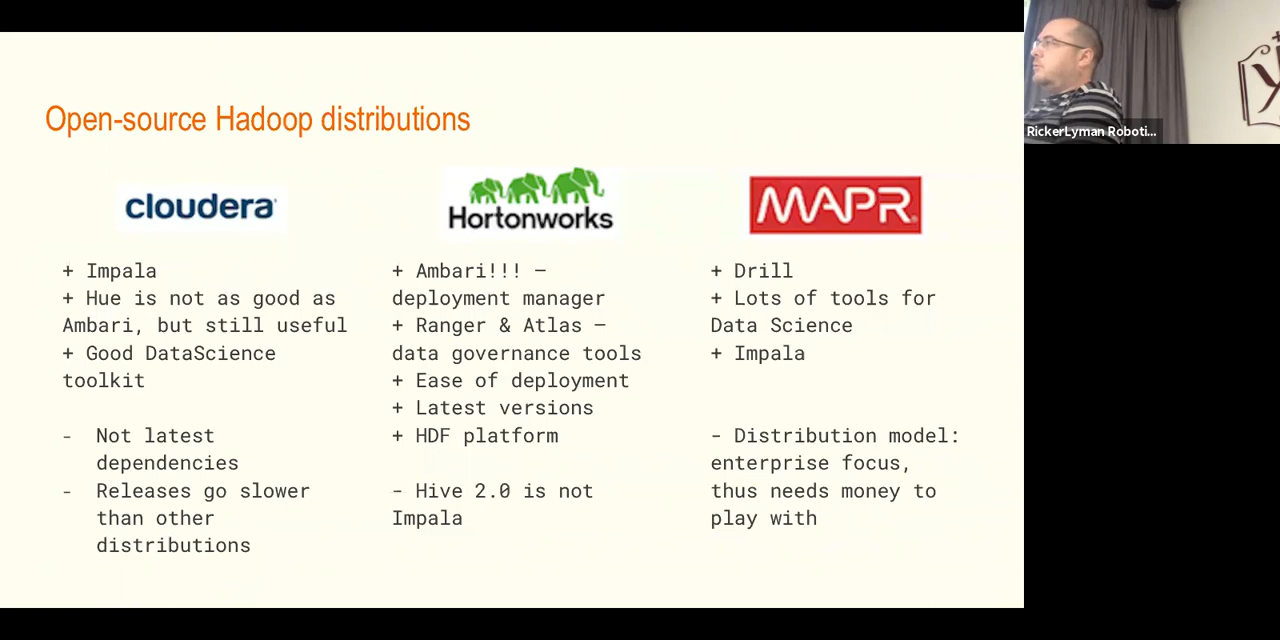 Open-source Hadoop distributions
cloudera
+ Impala
+ Hue is not as good as
Ambari, but still useful
+ Good DataScience
toolkit
- Not latest
dependencies
- Releases go slower
than other
distributions
Hortonworks
+ Ambari!!! –
deployment manager
+ Ranger & Atlas –
data governance tools
+ Ease of deployment
+ Latest versions
+ HDF platform
- Hive 2.0 is not
Impala
MAPR
+ Drill
+ Lots of tools for
Data Science
+ Impala
- Distribution model:
enterprise focus,
thus needs money to
play with
RickerLyman Roboti...